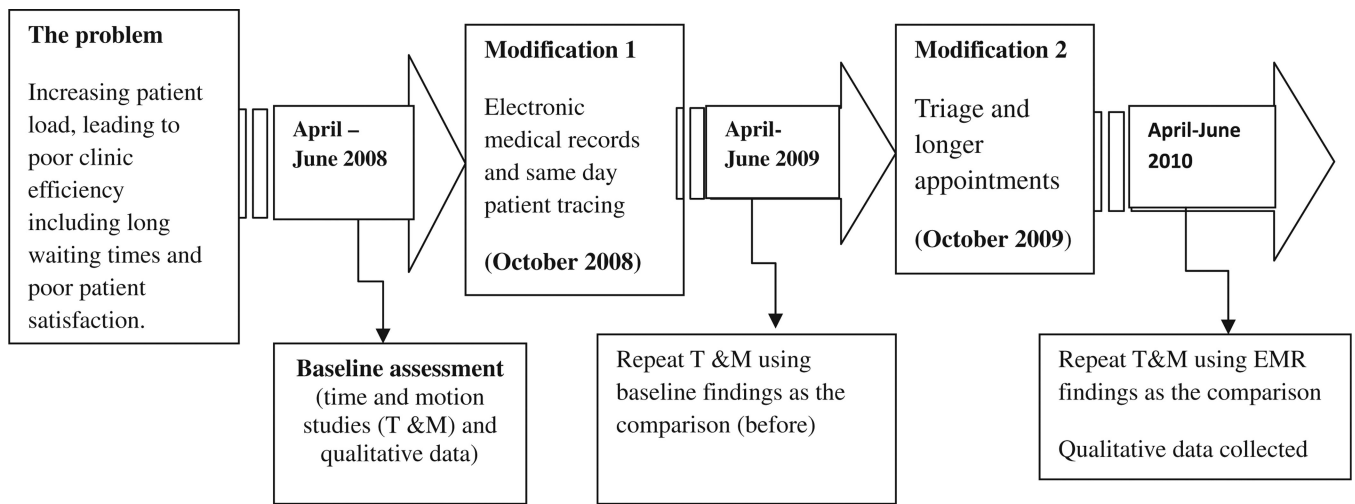 The problem
Increasing patient
load, leading to
poor clinic
efficiency
including long
waiting times and
poor patient
satisfaction.
April –
June 2008
Baseline assessment
(time and motion
studies (T &M) and
qualitative data)
Modification 1
Electronic
medical records
and same day
patient tracing
(October 2008)
April-
June 2009
Repeat T &M using
baseline findings as the
comparison (before)
Modification 2
Triage and
longer
appointments
(October 2009)
April-June
2010
Repeat T&M using EMR
findings as the comparison
Qualitative data collected